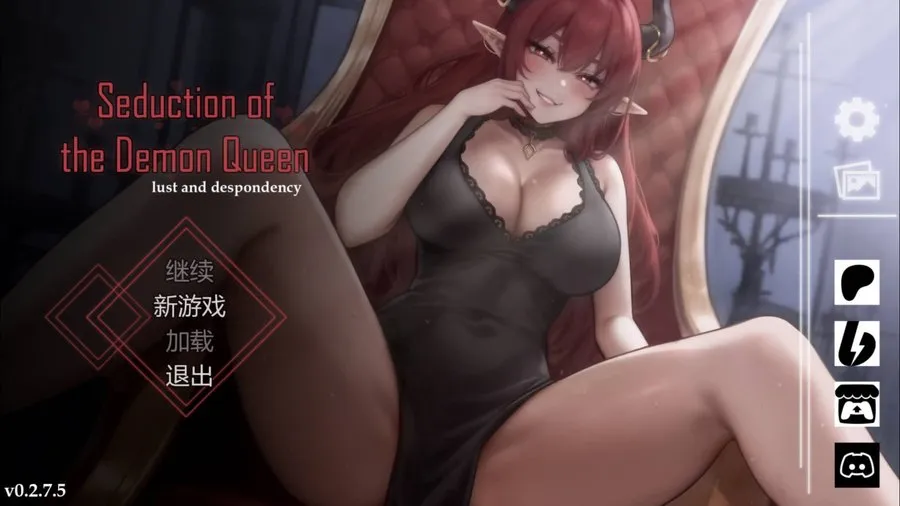 Seduction of
the Demon Queen
lust and despondency
继续
新游戏
加载
退出
v0.2.7.5